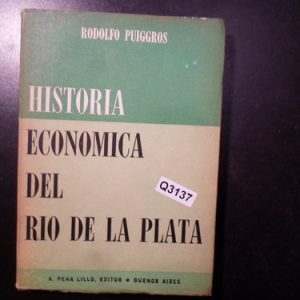 RODOLFO PUIGGROS
HISTORIA
ECONOMICA
DEL
Q3137
RIO DE LA PLATA
A. PEÑA LILLO, EDITOR • BUENOS AIRES